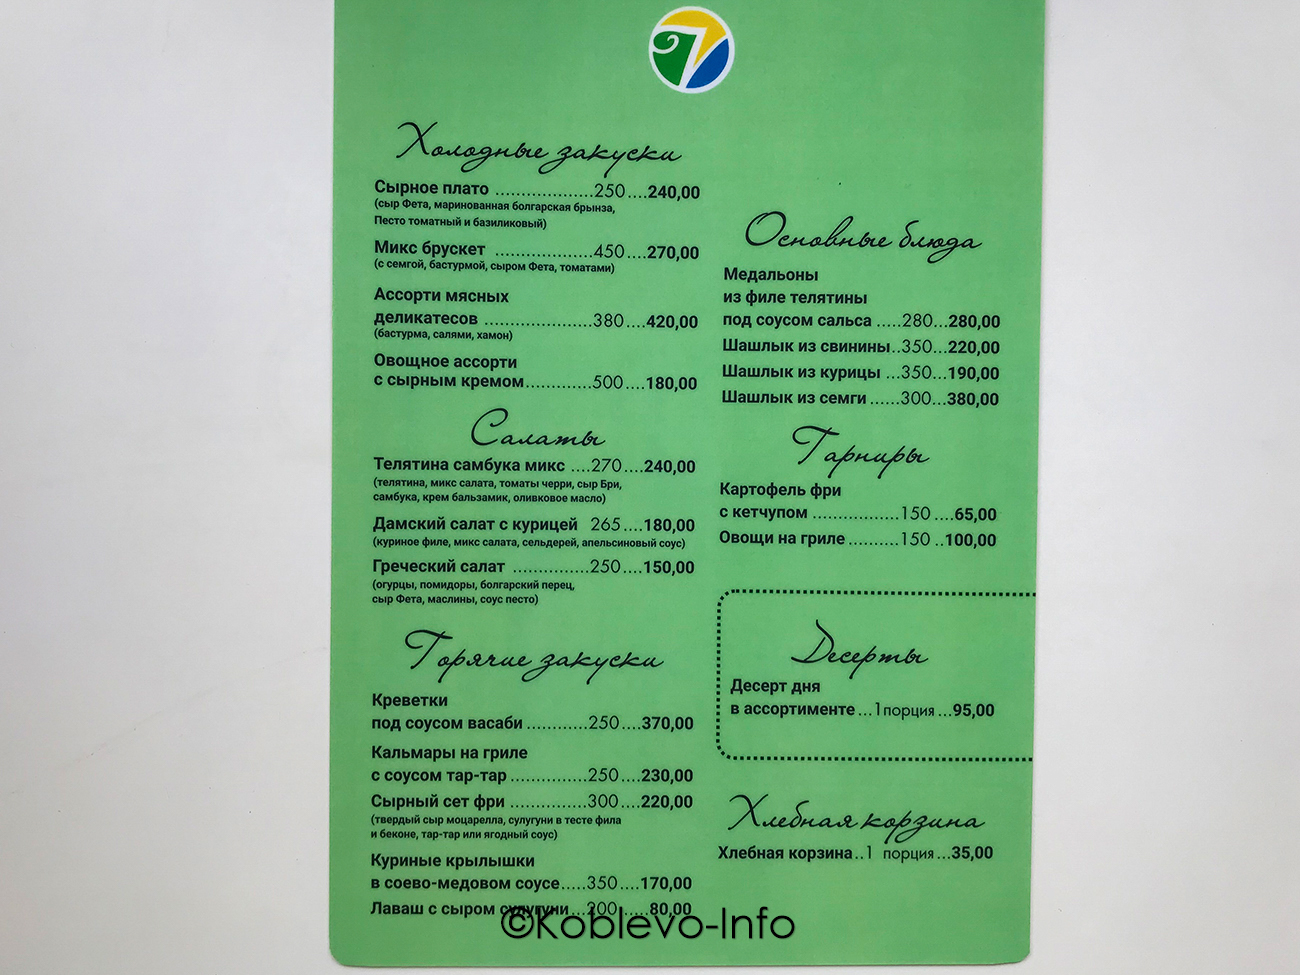 Холодные закуски
Сырное плато ..................250....240,00
(сыр Фета, маринованная болгарская брынза,
Песто томатный и базиликовый)
Микс брускет ..................450....270,00
(с семгой, бастурмой, сыром Фета, томатами)
Ассорти мясных
деликатесов ....................380....420,00
(бастурма, салями, хамон)
Овощное ассорти
с сырным кремом............500....180,00
Салаты
Телятина самбука микс ....270....240,00
(телятина, микс салата, томаты черри, сыр Бри,
самбука, крем бальзамик, оливковое масло)
Дамский салат с курицей 265....180,00
(куриное филе, микс салата, сельдерей, апельсиновый соус)
Греческий салат ..............250....150,00
(огурцы, помидоры, болгарский перец,
сыр Фета, маслины, соус песто)
Горячие закуски
Креветки
под соусом васаби ...........250....370,00
Кальмары на гриле
с соусом тар-тар ..............250....230,00
Сырный сет фри ..............300....220,00
(твердый сыр моцарелла, сулугуни в тесте фила
и беконе, тар-тар или ягодный соус)
Куриные крылышки
в соево-медовом соусе.....350....170,00
Лаваш с сыром сулугуни...200.....80,00
Основные блюда
Медальоны
из филе телятины
под соусом сальса .....280...280,00
Шашлык из свинины..350...220,00
Шашлык из курицы ...350...190,00
Шашлык из семги ......300...380,00
Гарниры
Картофель фри
с кетчупом ................150....65,00
Овощи на гриле..........150..100,00
Десерты
Десерт дня
в ассортименте...1порция...95,00
Хлебная корзина
Хлебная корзина..1 порция...35,00
©Koblevo-Info